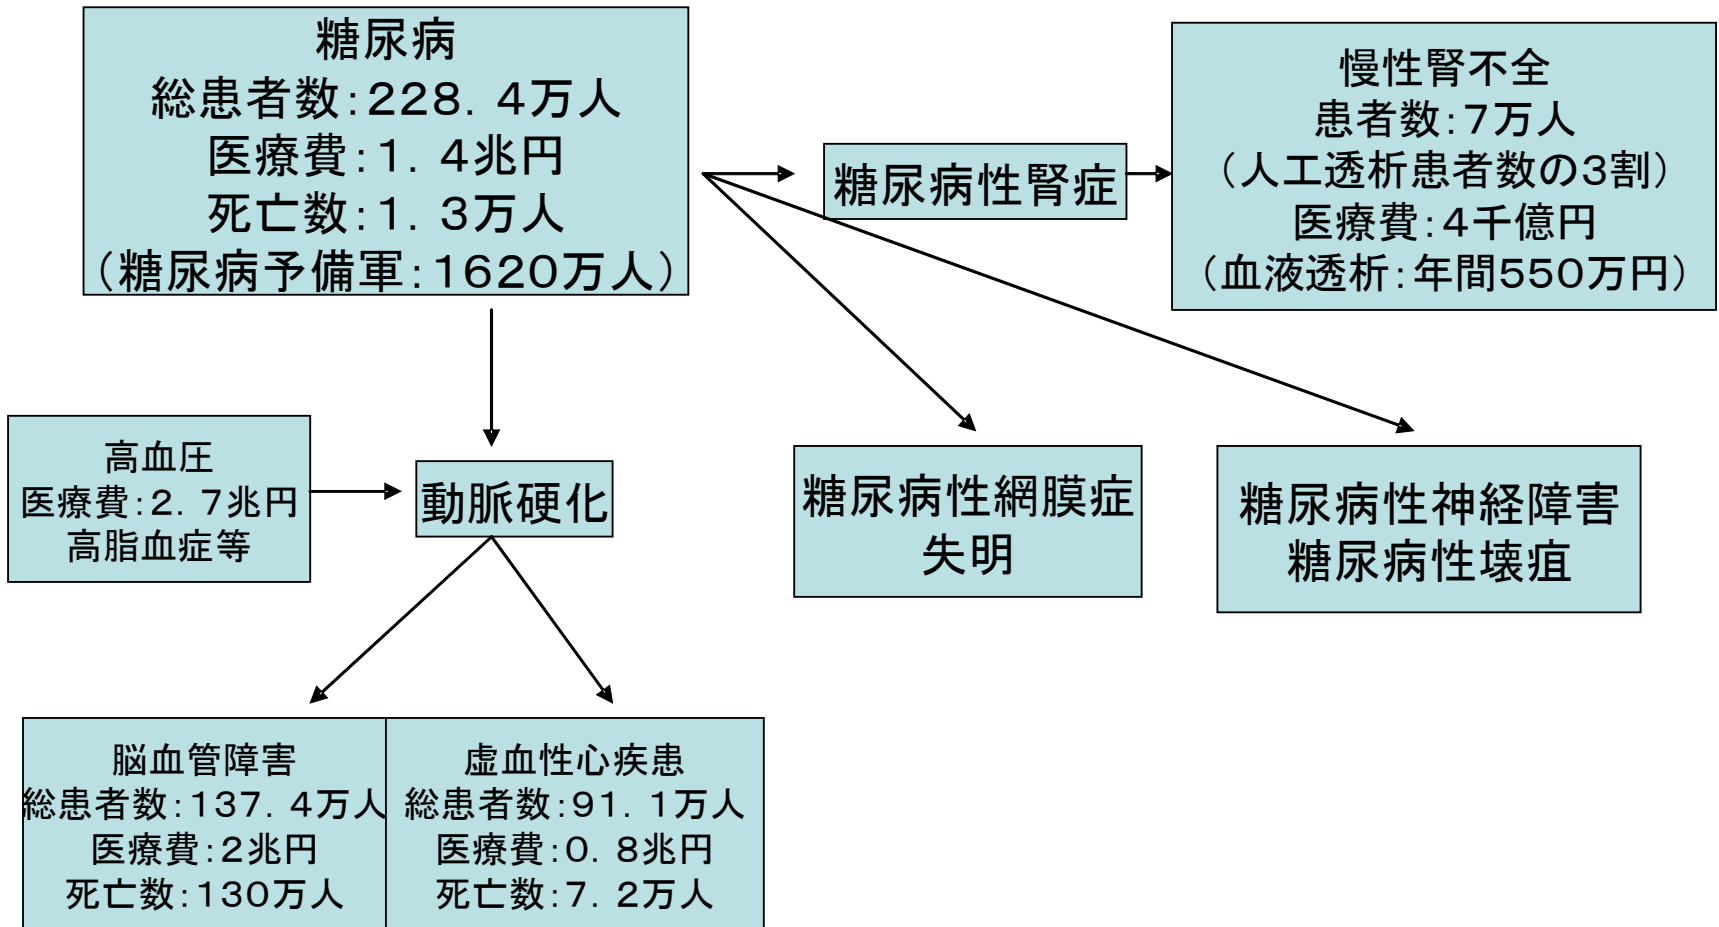 糖尿病
総患者数:228.4万人
医療費:1.4兆円
死亡数:1.3万人
(糖尿病予備軍:1620万人)
慢性腎不全
患者数:7万人
(人工透析患者数の3割)
医療費:4千億円
(血液透析:年間550万円)
糖尿病性腎症
高血圧
医療費:2.7兆円
高脂血症等
動脈硬化
糖尿病性網膜症
失明
糖尿病性神経障害
糖尿病性壊疽
脳血管障害
総患者数:137.4万人
医療費:2兆円
死亡数:130万人
虚血性心疾患
総患者数:91.1万人
医療費:0.8兆円
死亡数:7.2万人